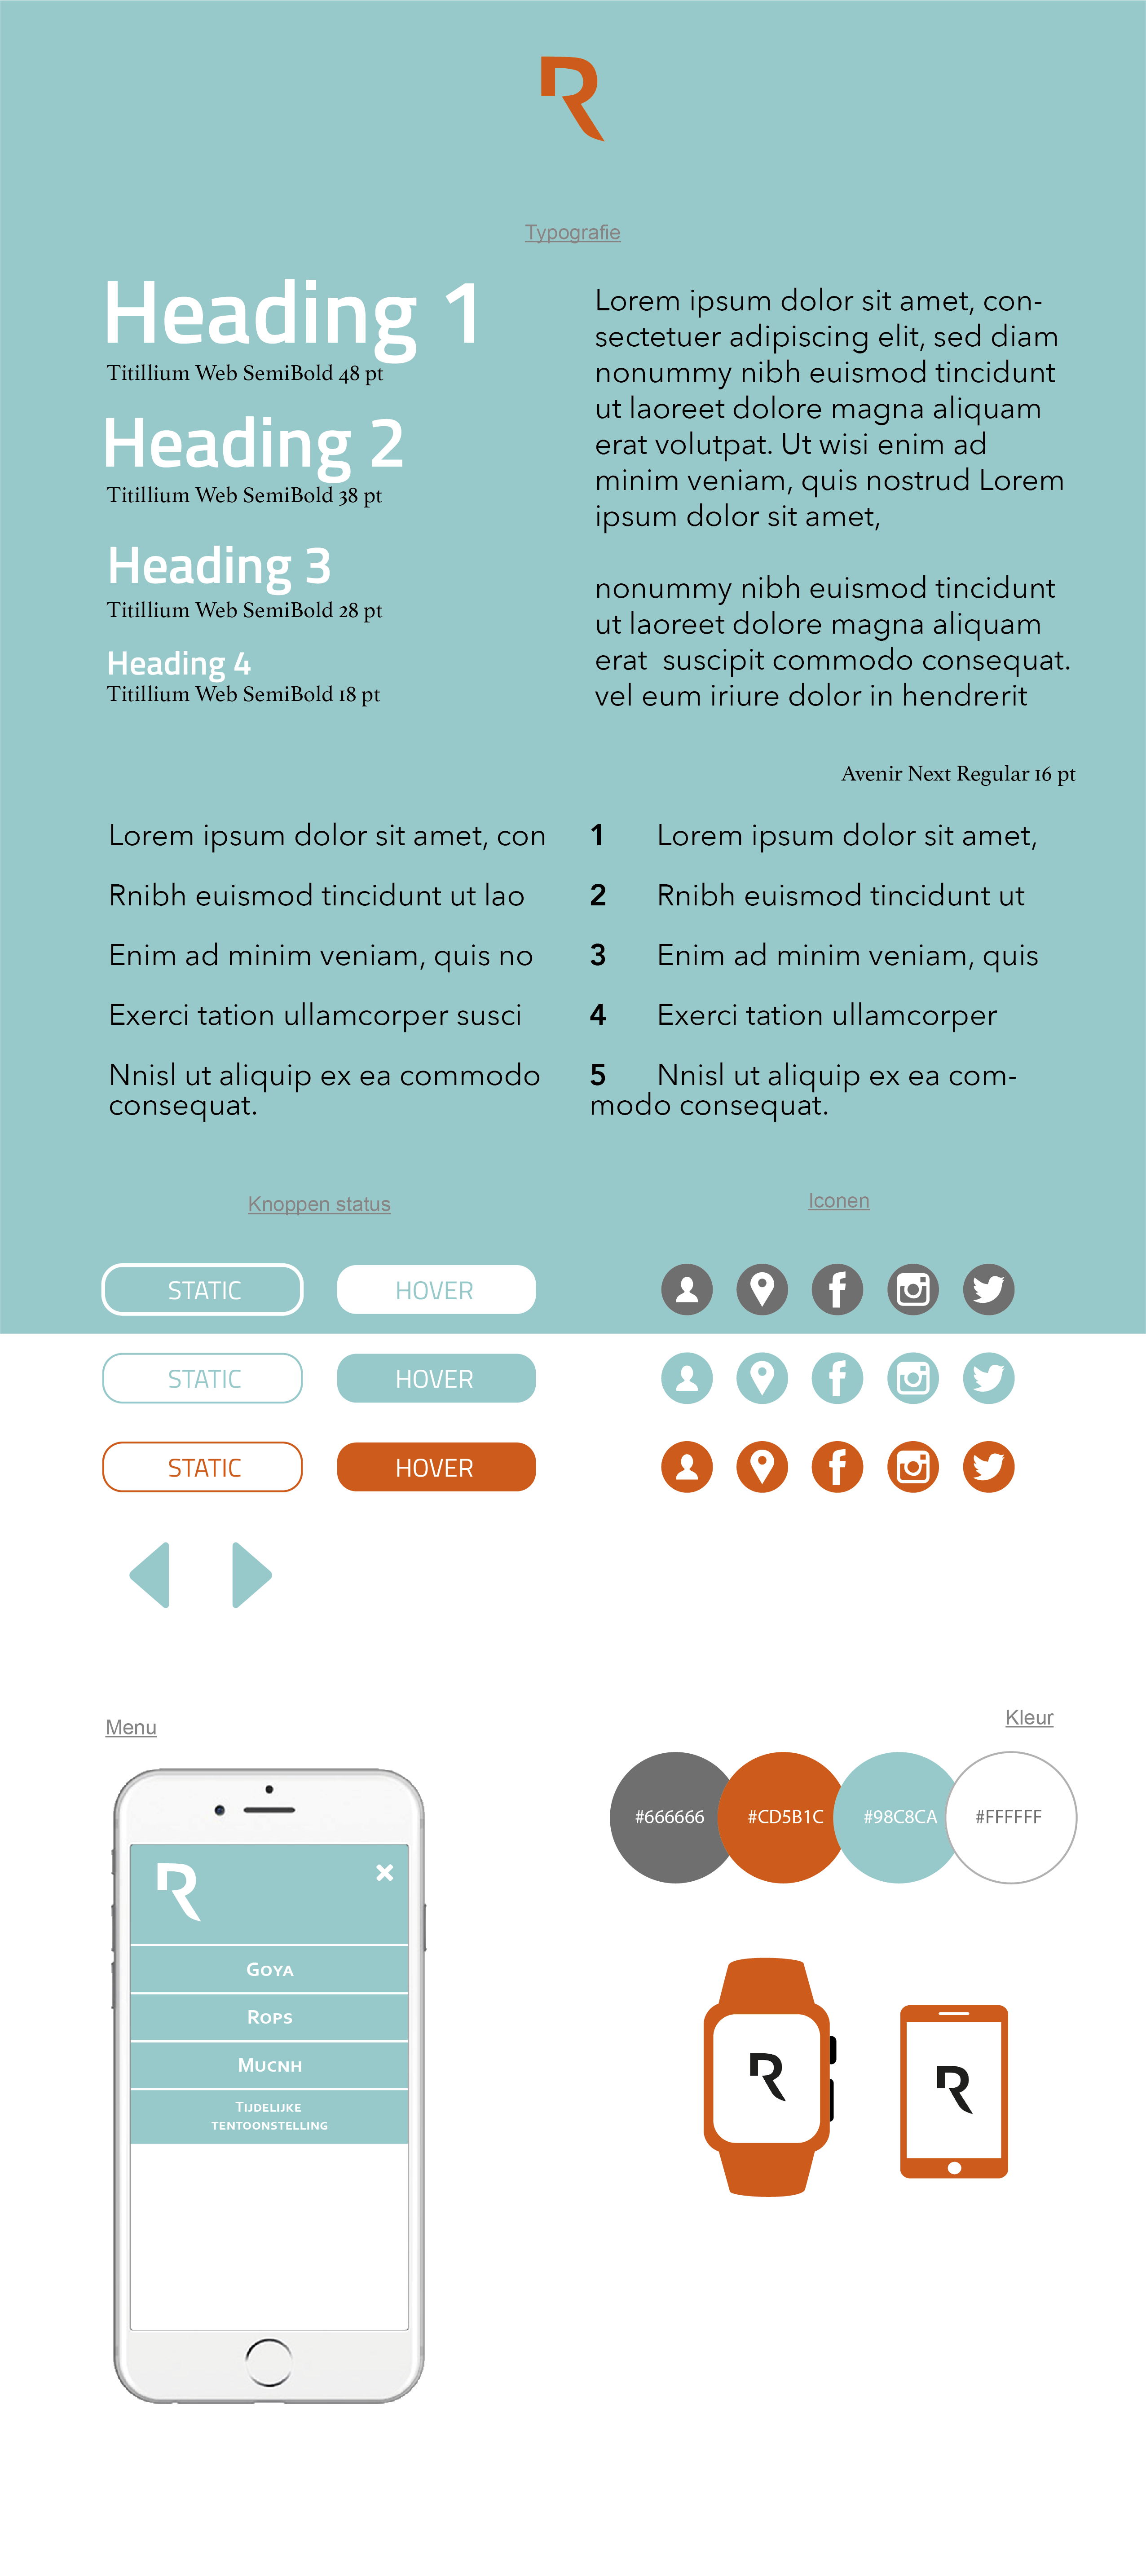 R
Typografie
Heading 1
Titillium Web SemiBold 48 pt
Heading 2
Titillium Web SemiBold 38 pt
Heading 3
Titillium Web SemiBold 28 pt
Heading 4
Titillium Web SemiBold 18 pt
Lorem ipsum dolor sit amet, con-
sectetuer adipiscing elit, sed diam
nonummy nibh euismod tincidunt
ut laoreet dolore magna aliquam
erat volutpat. Ut wisi enim ad
minim veniam, quis nostrud Lorem
ipsum dolor sit amet,
nonummy nibh euismod tincidunt
ut laoreet dolore magna aliquam
erat suscipit commodo consequat.
vel eum iriure dolor in hendrerit
Avenir Next Regular 16 pt
Lorem ipsum dolor sit amet, con
Rnibh euismod tincidunt ut lao
Enim ad minim veniam, quis no
Exerci tation ullamcorper susci
Nnisl ut aliquip ex ea commodo
consequat.
1 Lorem ipsum dolor sit amet,
2 Rnibh euismod tincidunt ut
3 Enim ad minim veniam, quis
4 Exerci tation ullamcorper
5 Nnisl ut aliquip ex ea com-
modo consequat.
Knoppen status
STATIC HOVER
STATIC HOVER
STATIC HOVER
Iconen
Menu
R
Goya
Rops
Mucnh
Tijdelijke
tentoonstelling
Kleur
#666666 #CD5B1C #98C8CA #FFFFFF
R R